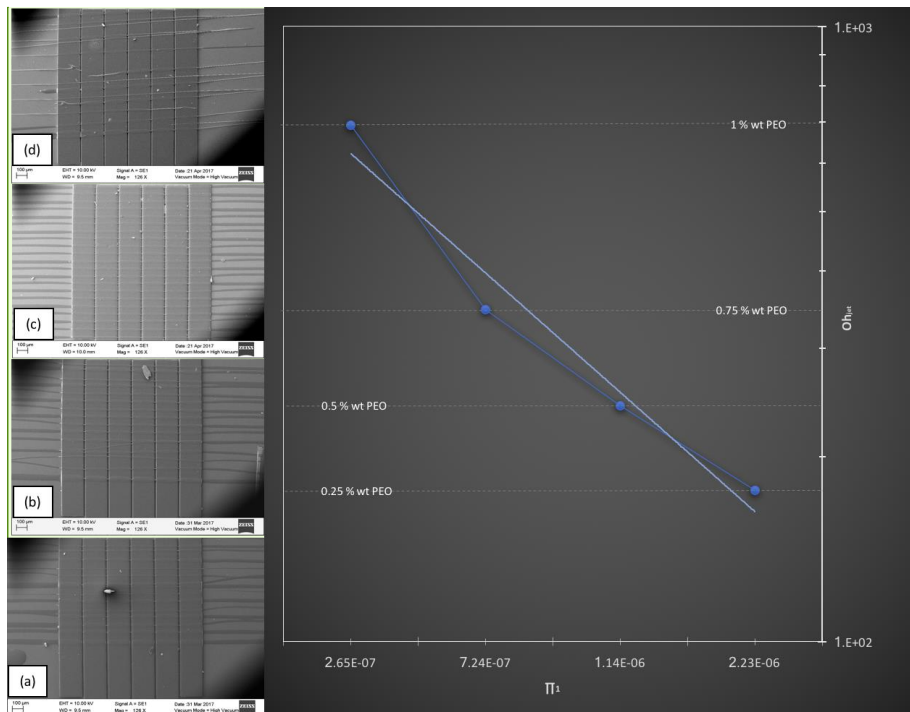 (d)
100 µm
EHT = 10.00 kV
WD = 9.5 mm
Signal A = SE1
Mag = 126 X
Date :21 Apr 2017
Vacuum Mode = High Vacuum
ZEISS
(c)
100 µm
EHT = 10.00 kV
WD = 10.0 mm
Signal A = SE1
Mag = 126 X
Date :21 Apr 2017
Vacuum Mode = High Vacuum
ZEISS
(b)
100 µm
EHT = 10.00 kV
WD = 9.5 mm
Signal A = SE1
Mag = 126 X
Date :31 Mar 2017
Vacuum Mode = High Vacuum
ZEISS
(a)
100 µm
EHT = 10.00 kV
WD = 9.5 mm
Signal A = SE1
Mag = 126 X
Date :31 Mar 2017
Vacuum Mode = High Vacuum
ZEISS
1.E+03
1 % wt PEO
0.75 % wt PEO
0.5 % wt PEO
0.25 % wt PEO
Ohjet
1.E+02
2.65E-07
7.24E-07
1.14E-06
2.23E-06
Π1